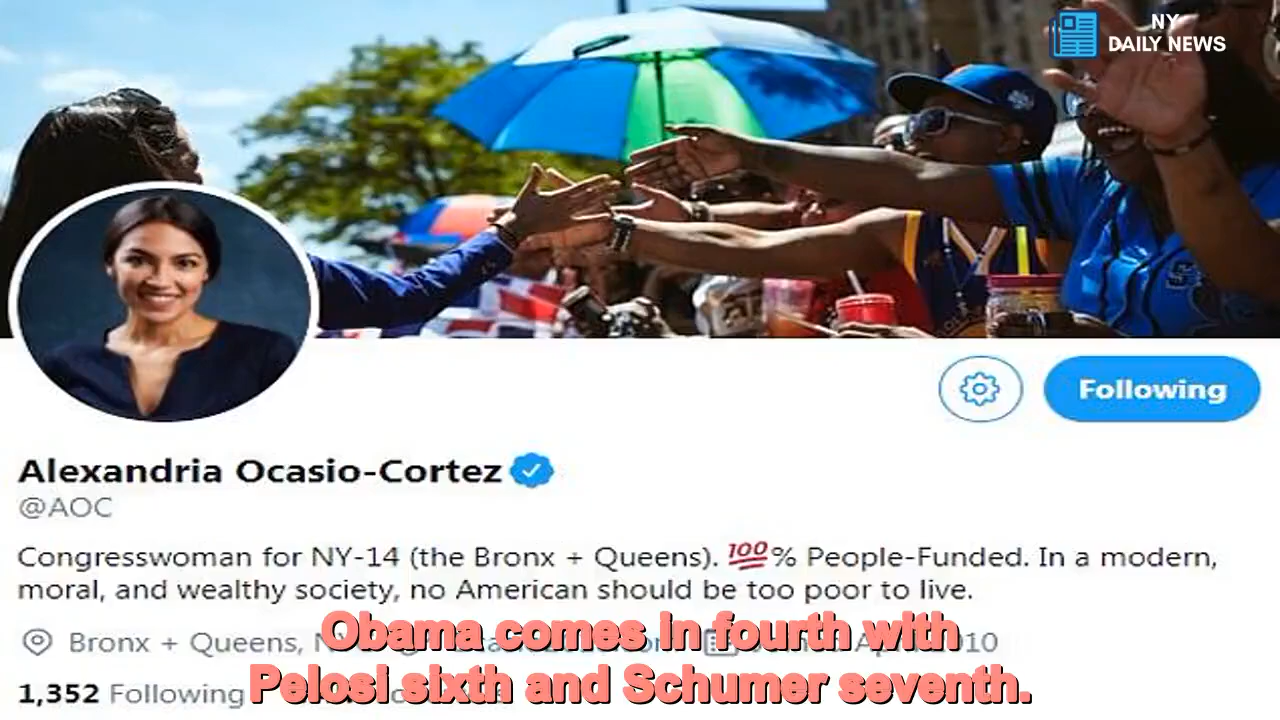 NY
DAILY NEWS
Following
Alexandria Ocasio-Cortez
@AOC
Congresswoman for NY-14 (the Bronx + Queens). 💯% People-Funded. In a modern,
moral, and wealthy society, no American should be too poor to live.
Bronx + Queens,
Obama comes in fourth with
1,352 Following
Pelosi sixth and Schumer seventh.